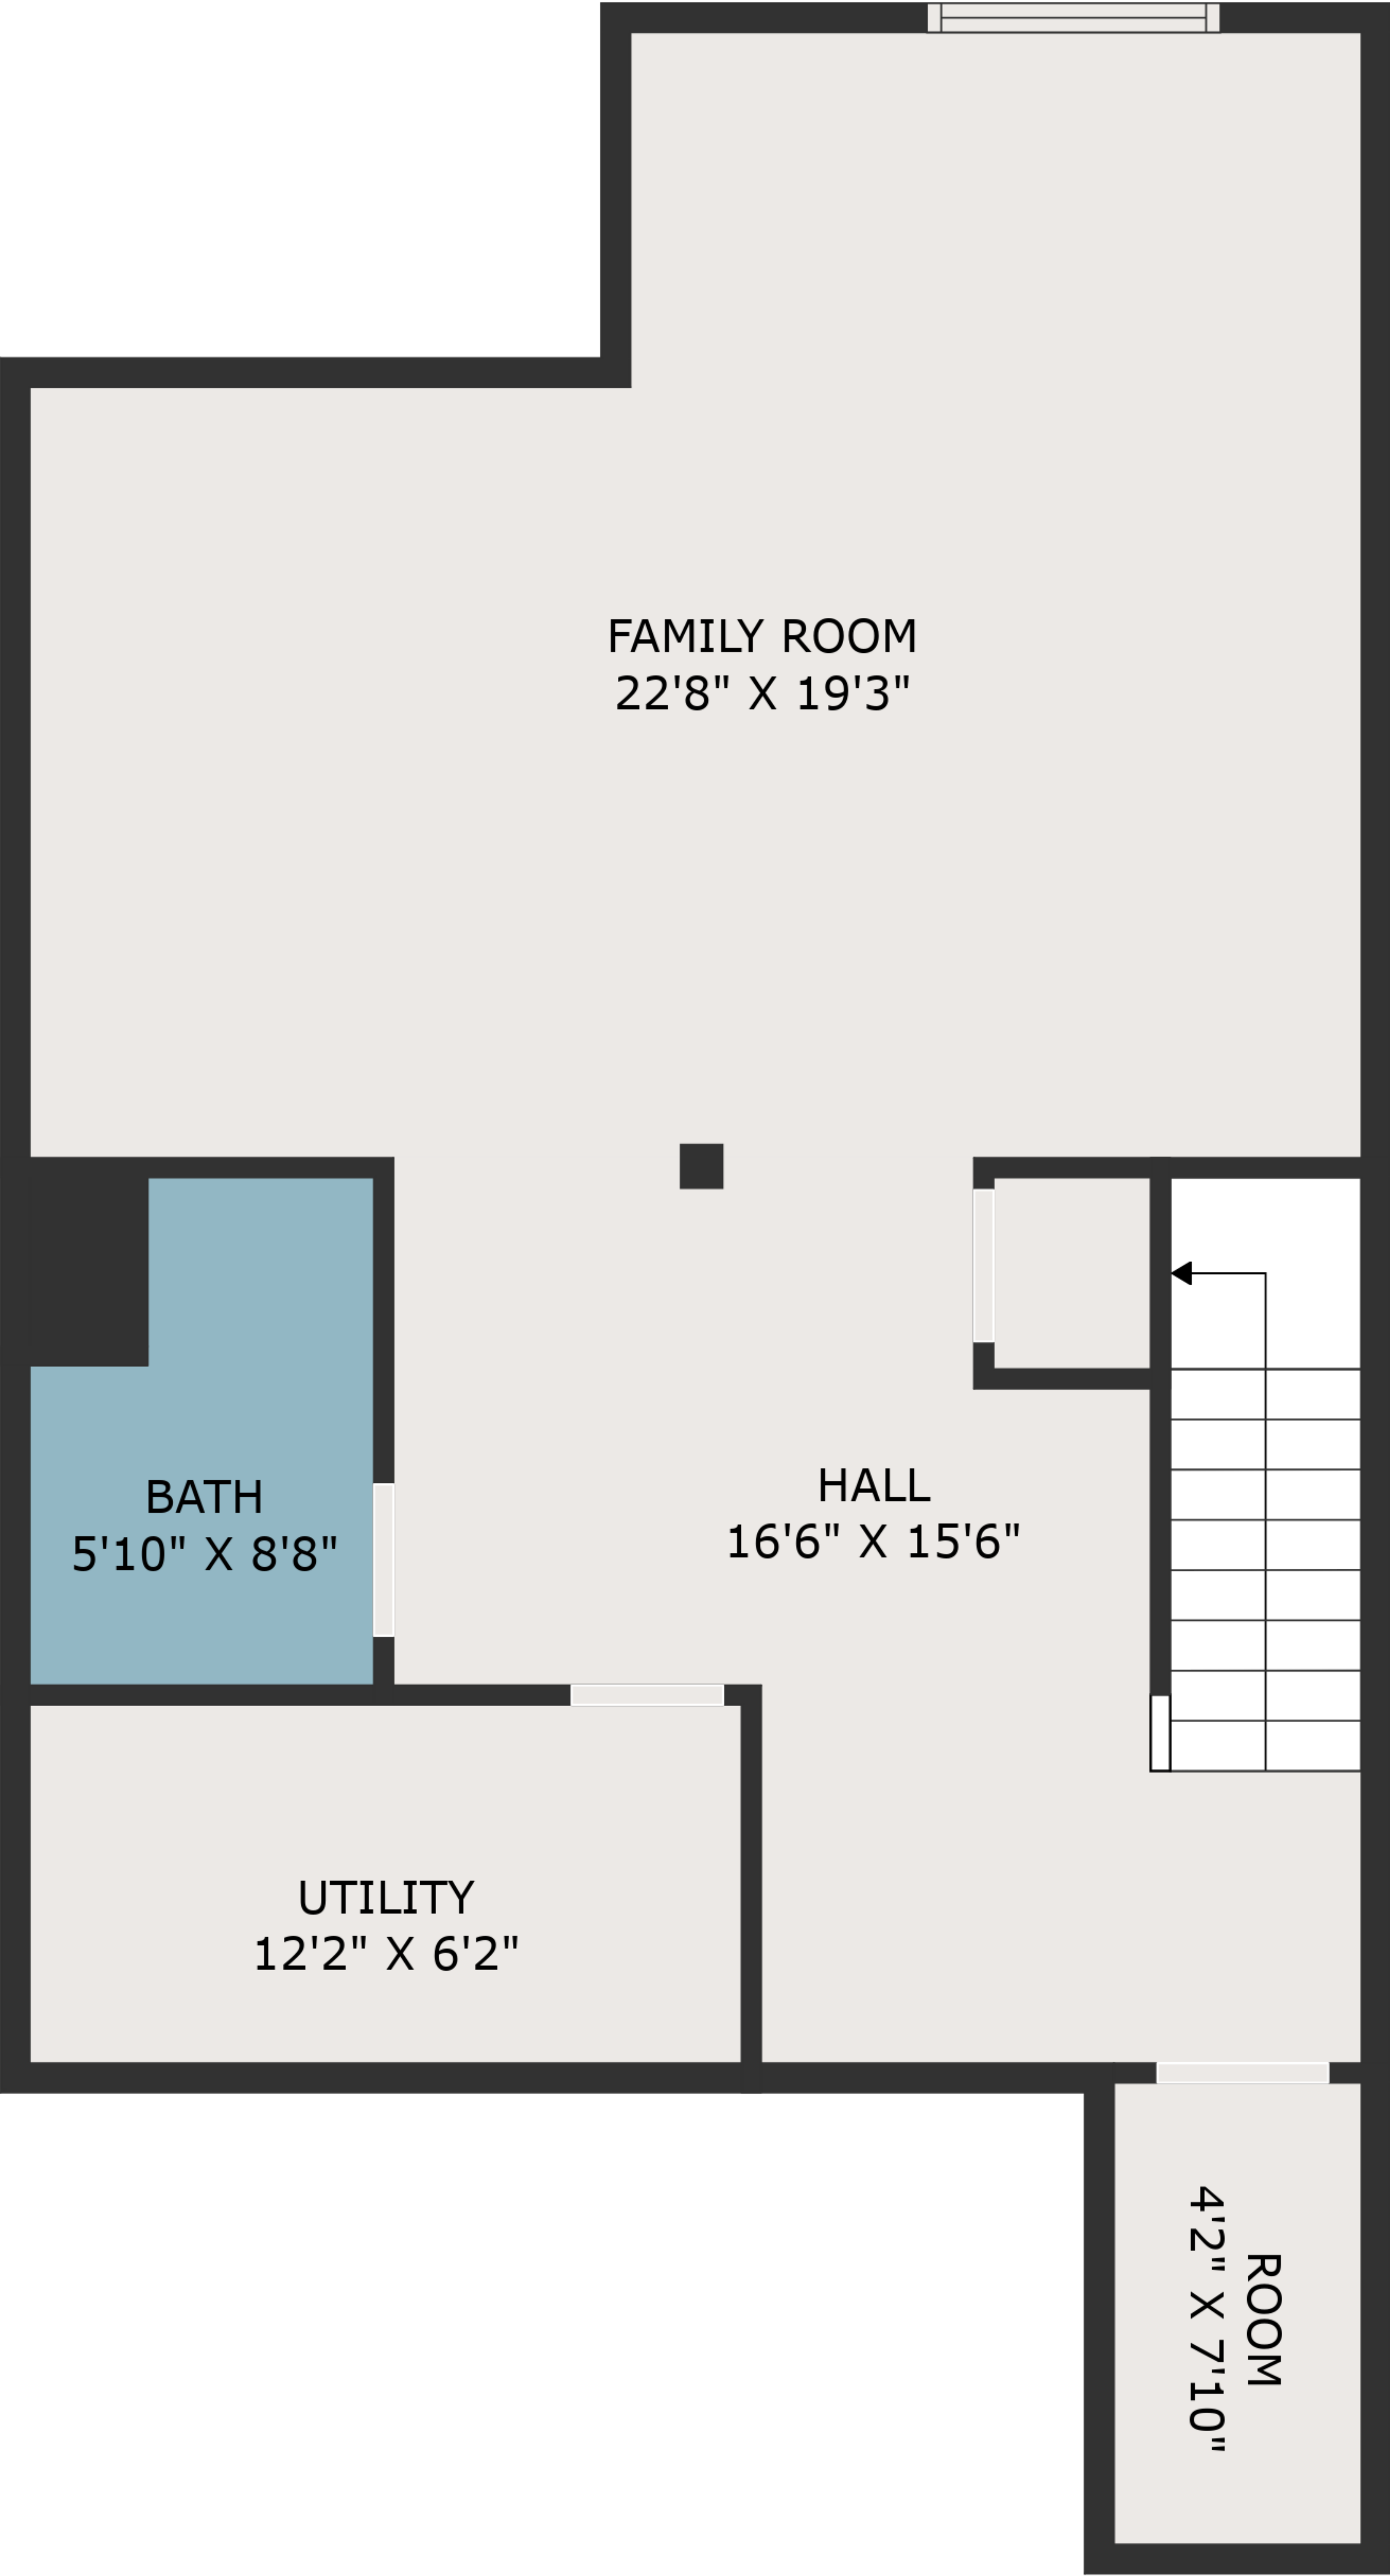 FAMILY ROOM
22'8" X 19'3"
BATH
5'10" X 8'8"
HALL
16'6" X 15'6"
UTILITY
12'2" X 6'2"
ROOM
4'2" X 7'10"